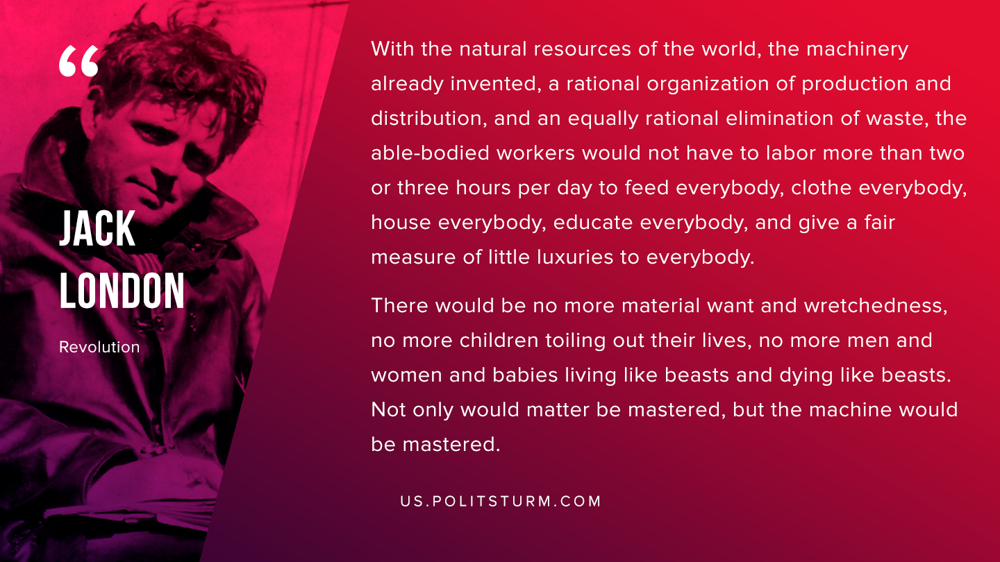 “
JACK
LONDON
Revolution
With the natural resources of the world, the machinery
already invented, a rational organization of production and
distribution, and an equally rational elimination of waste, the
able-bodied workers would not have to labor more than two
or three hours per day to feed everybody, clothe everybody,
house everybody, educate everybody, and give a fair
measure of little luxuries to everybody.
There would be no more material want and wretchedness,
no more children toiling out their lives, no more men and
women and babies living like beasts and dying like beasts.
Not only would matter be mastered, but the machine would
be mastered.
US.POLITSTURM.COM